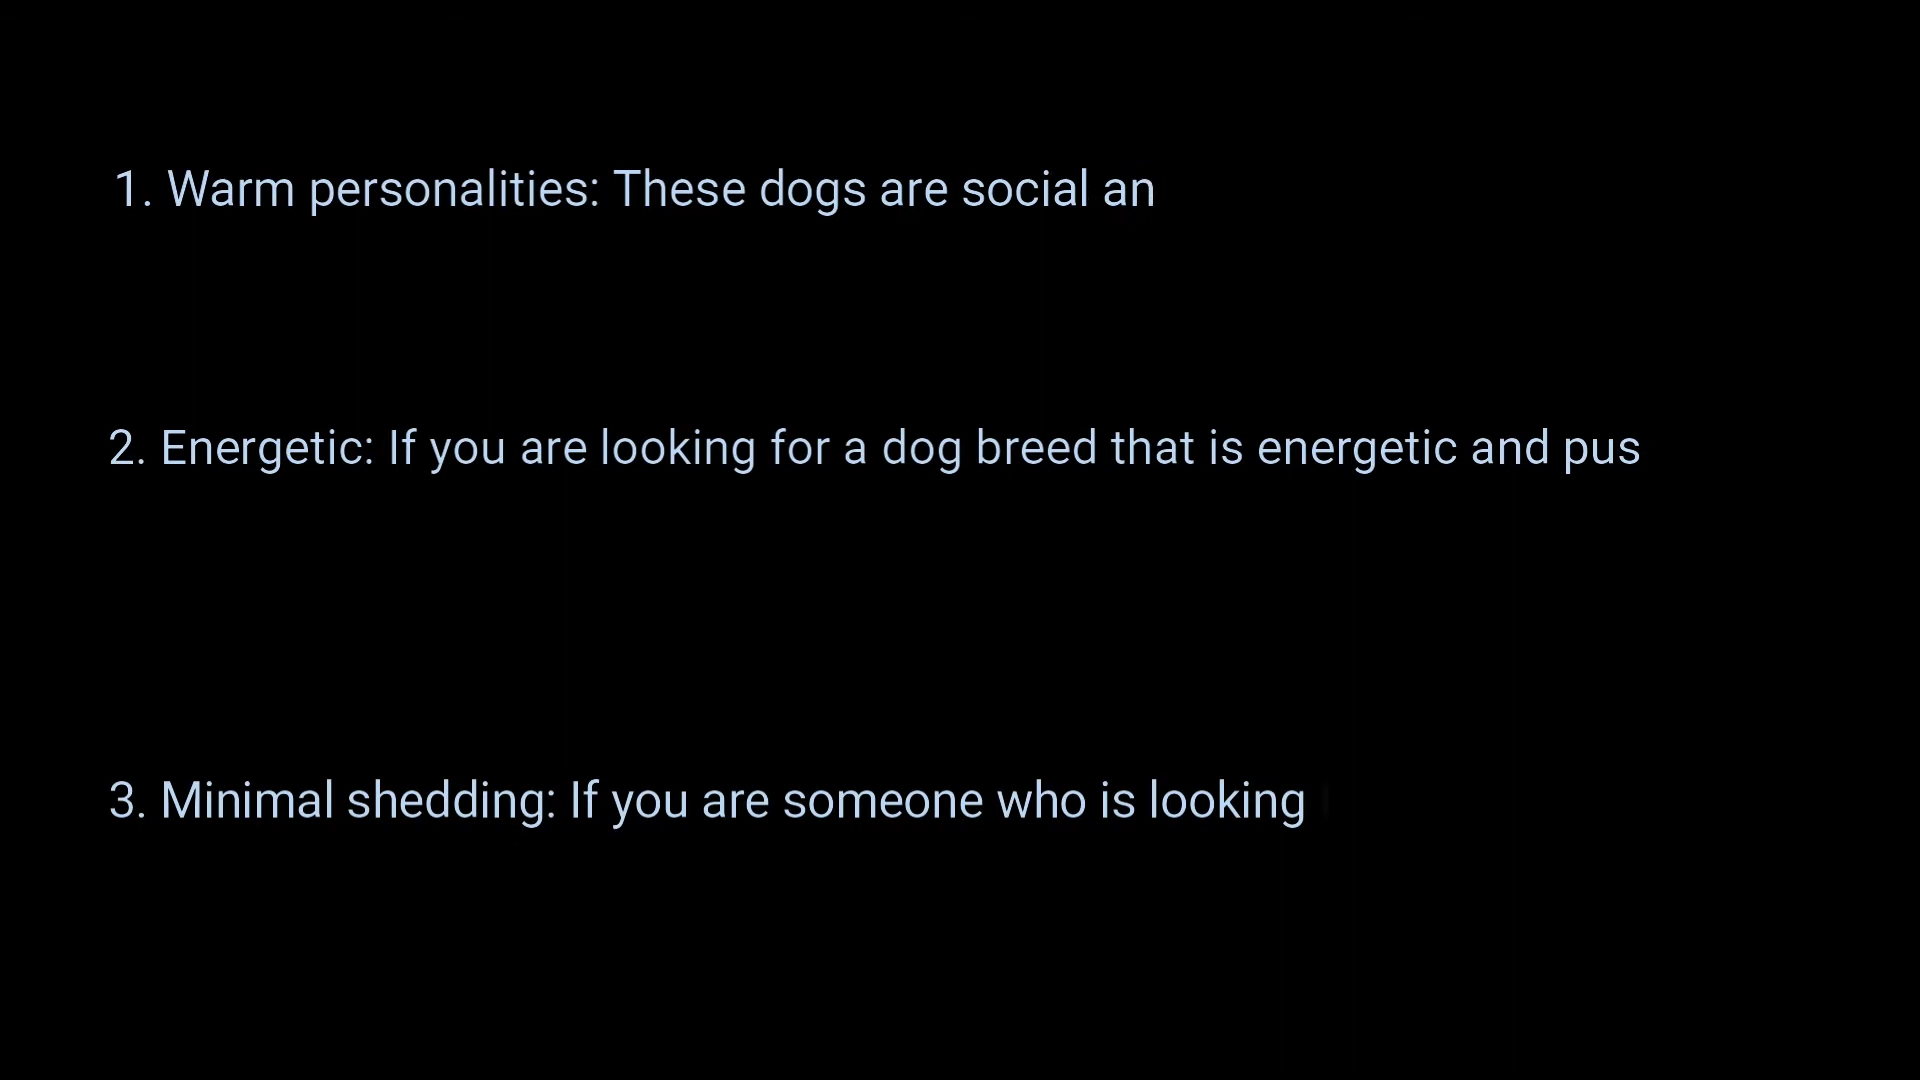 1. Warm personalities: These dogs are social an
2. Energetic: If you are looking for a dog breed that is energetic and pus
3. Minimal shedding: If you are someone who is looking